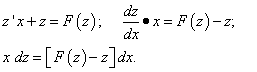 z'x + z = F(z); dz/dx • x = F(z) − z;
x dz = [F(z) − z]dx.